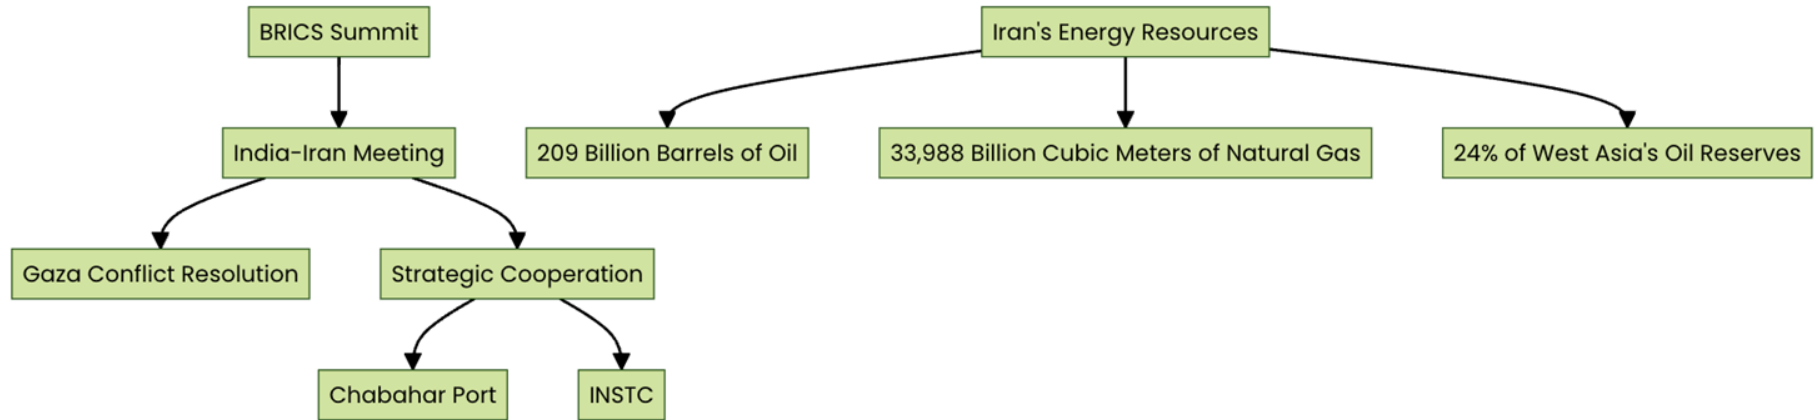 BRICS Summit
Iran's Energy Resources
India-Iran Meeting
209 Billion Barrels of Oil
33,988 Billion Cubic Meters of Natural Gas
24% of West Asia's Oil Reserves
Gaza Conflict Resolution
Strategic Cooperation
Chabahar Port
INSTC